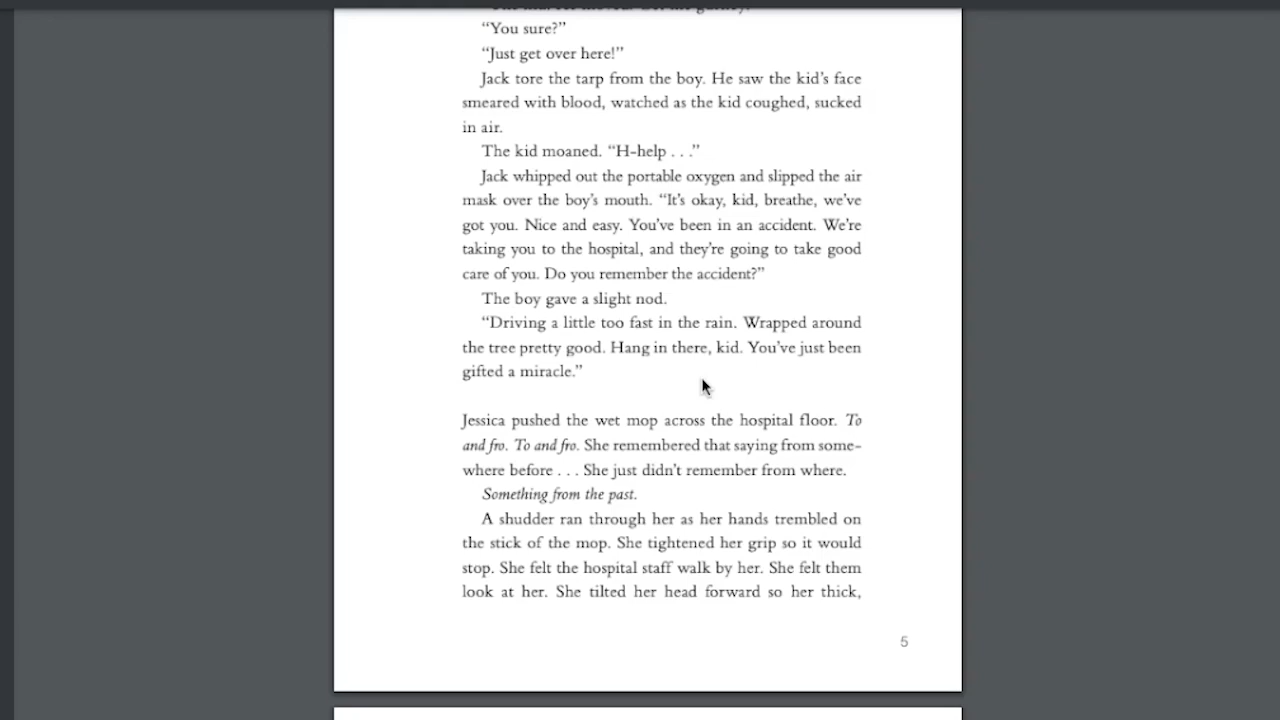 “You sure?”
“Just get over here!”
Jack tore the tarp from the boy. He saw the kid’s face
smeared with blood, watched as the kid coughed, sucked
in air.
The kid moaned. “H-help . . .”
Jack whipped out the portable oxygen and slipped the air
mask over the boy’s mouth. “It’s okay, kid, breathe, we’ve
got you. Nice and easy. You’ve been in an accident. We’re
taking you to the hospital, and they’re going to take good
care of you. Do you remember the accident?”
The boy gave a slight nod.
“Driving a little too fast in the rain. Wrapped around
the tree pretty good. Hang in there, kid. You’ve just been
gifted a miracle.”
Jessica pushed the wet mop across the hospital floor. To
and fro. To and fro. She remembered that saying from some-
where before . . . She just didn’t remember from where.
Something from the past.
A shudder ran through her as her hands trembled on
the stick of the mop. She tightened her grip so it would
stop. She felt the hospital staff walk by her. She felt them
look at her. She tilted her head forward so her thick,
5